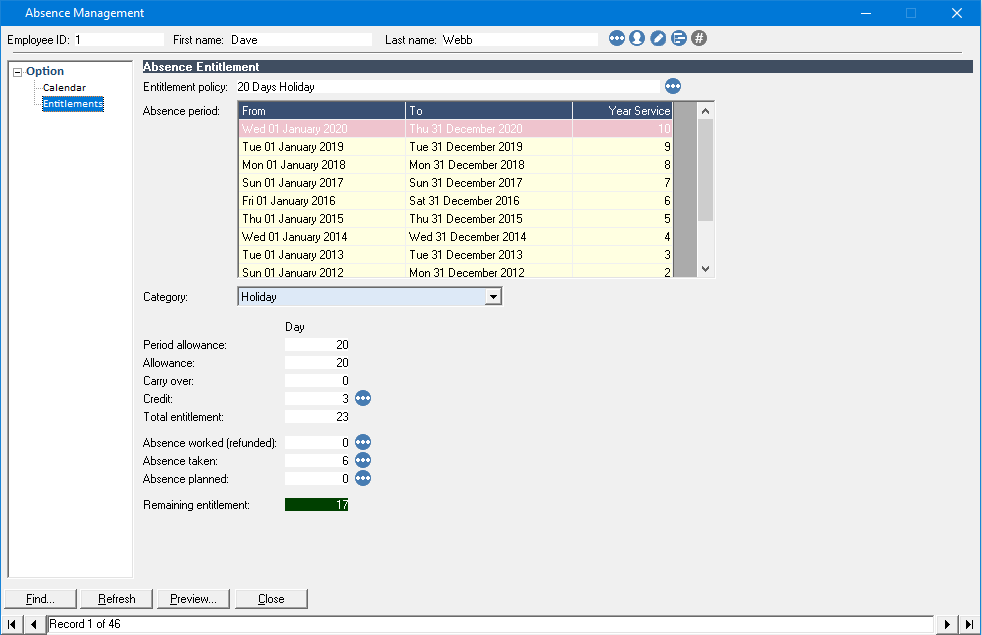 Absence Management
Employee ID: 1 First name: Dave Last name: Webb #
Option
Calendar
Entitlements
Absence Entitlement
Entitlement policy: 20 Days Holiday
Absence period:
From To Year Service
Wed 01 January 2020 Thu 31 December 2020 10
Tue 01 January 2019 Tue 31 December 2019 9
Mon 01 January 2018 Mon 31 December 2018 8
Sun 01 January 2017 Sun 31 December 2017 7
Fri 01 January 2016 Sat 31 December 2016 6
Thu 01 January 2015 Thu 31 December 2015 5
Wed 01 January 2014 Wed 31 December 2014 4
Tue 01 January 2013 Tue 31 December 2013 3
Sun 01 January 2012 Mon 31 December 2012 2
Category: Holiday
Day
Period allowance: 20
Allowance: 20
Carry over: 0
Credit: 3
Total entitlement: 23
Absence worked (refunded): 0
Absence taken: 6
Absence planned: 0
Remaining entitlement: 17
Find... Refresh Preview... Close
Record 1 of 46